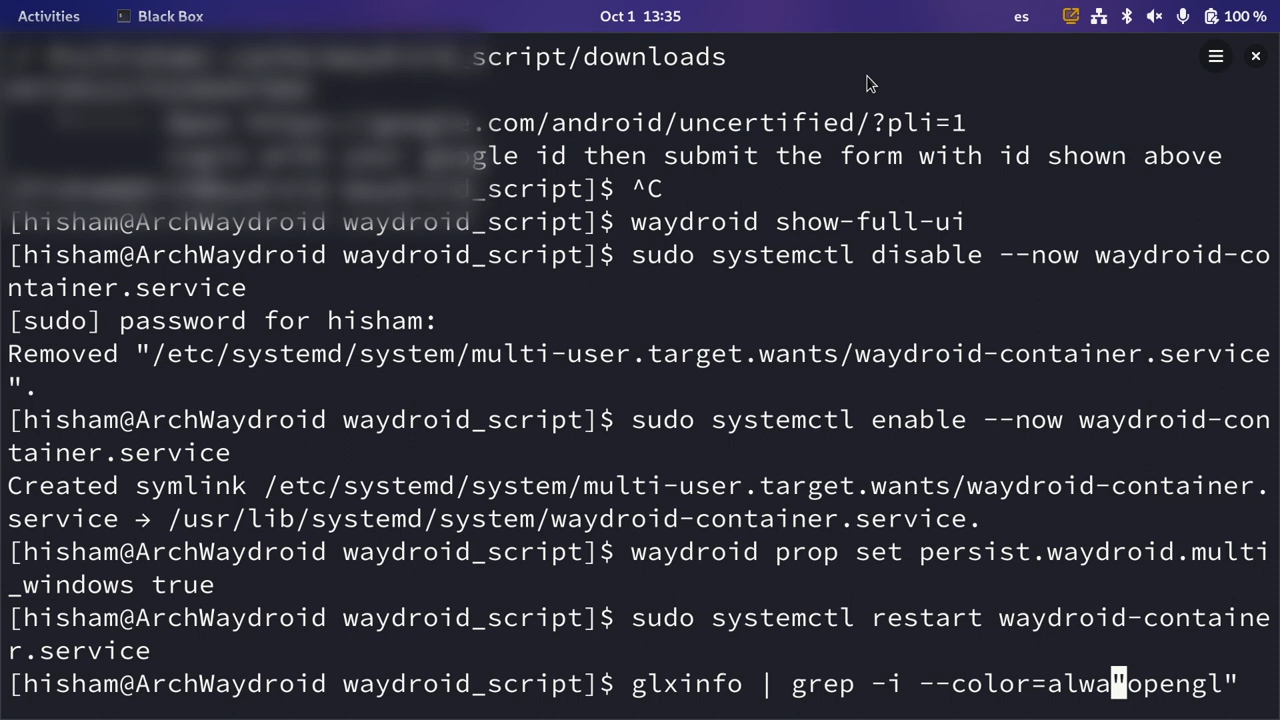 Activities Black Box Oct 1 13:35 es 100 %
script/downloads
.com/android/uncertified/?pli=1
id then submit the form with id shown above
_script]$ ^C
[hisham@ArchWaydroid waydroid_script]$ waydroid show-full-ui
[hisham@ArchWaydroid waydroid_script]$ sudo systemctl disable --now waydroid-co
ntainer.service
[sudo] password for hisham:
Removed "/etc/systemd/system/multi-user.target.wants/waydroid-container.service
".
[hisham@ArchWaydroid waydroid_script]$ sudo systemctl enable --now waydroid-con
tainer.service
Created symlink /etc/systemd/system/multi-user.target.wants/waydroid-container.
service → /usr/lib/systemd/system/waydroid-container.service.
[hisham@ArchWaydroid waydroid_script]$ waydroid prop set persist.waydroid.multi
_windows true
[hisham@ArchWaydroid waydroid_script]$ sudo systemctl restart waydroid-containe
r.service
[hisham@ArchWaydroid waydroid_script]$ glxinfo | grep -i --color=alwa"opengl"